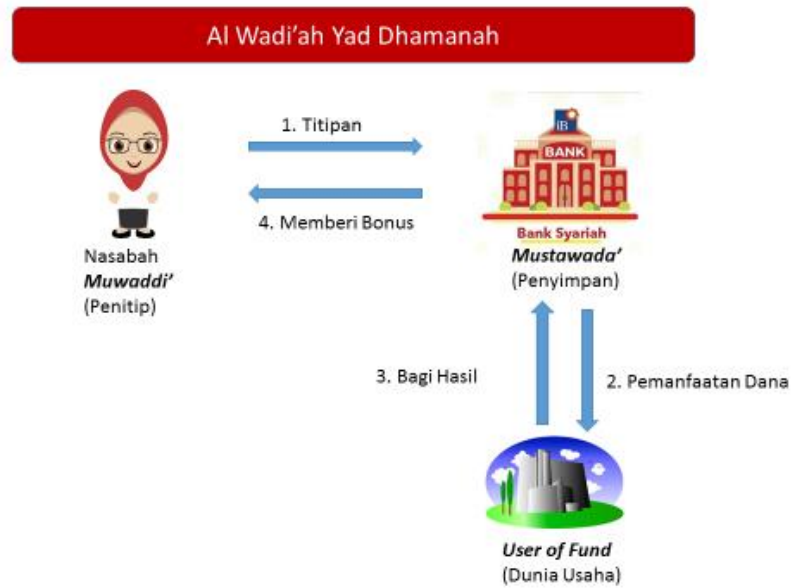 Al Wadi’ah Yad Dhamanah
1. Titipan
4. Memberi Bonus
Nasabah
Muwaddi’
(Penitip)
iB
BANK
Bank Syariah
Mustawada’
(Penyimpan)
3. Bagi Hasil
2. Pemanfaatan Dana
User of Fund
(Dunia Usaha)